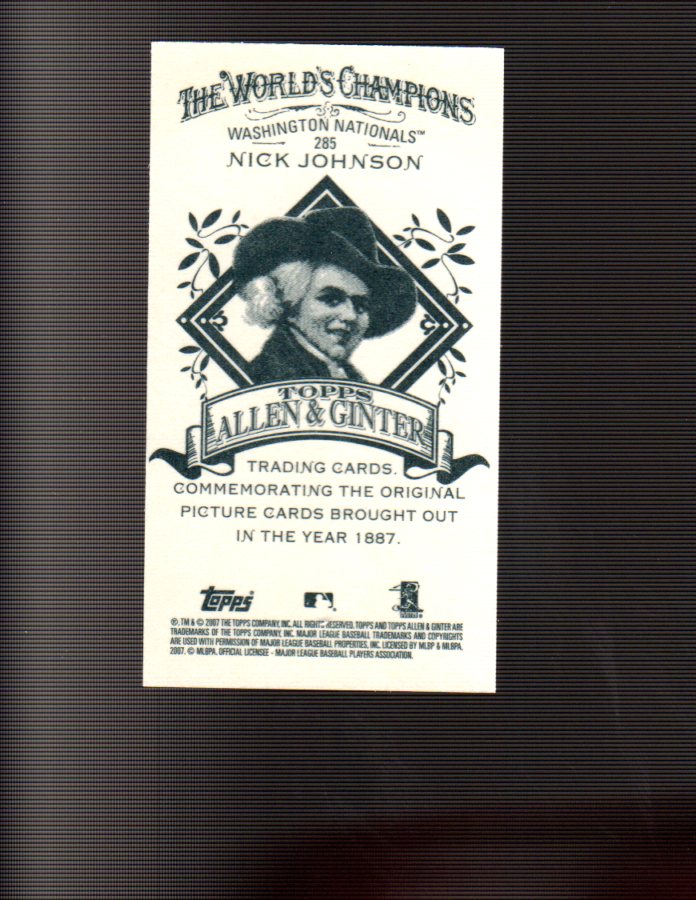 THE WORLD'S CHAMPIONS
WASHINGTON NATIONALS™
285
NICK JOHNSON
TOPPS
ALLEN & GINTER
TRADING CARDS.
COMMEMORATING THE ORIGINAL
PICTURE CARDS BROUGHT OUT
IN THE YEAR 1887.
topps
®, TM & © 2007 THE TOPPS COMPANY, INC. ALL RIGHTS RESERVED. TOPPS AND TOPPS ALLEN & GINTER ARE
TRADEMARKS OF THE TOPPS COMPANY, INC. MAJOR LEAGUE BASEBALL TRADEMARKS AND COPYRIGHTS
ARE USED WITH PERMISSION OF MAJOR LEAGUE BASEBALL PROPERTIES, INC. LICENSED BY MLBP & MLBPA,
2007. © MLBPA. OFFICIAL LICENSEE - MAJOR LEAGUE BASEBALL PLAYERS ASSOCIATION.